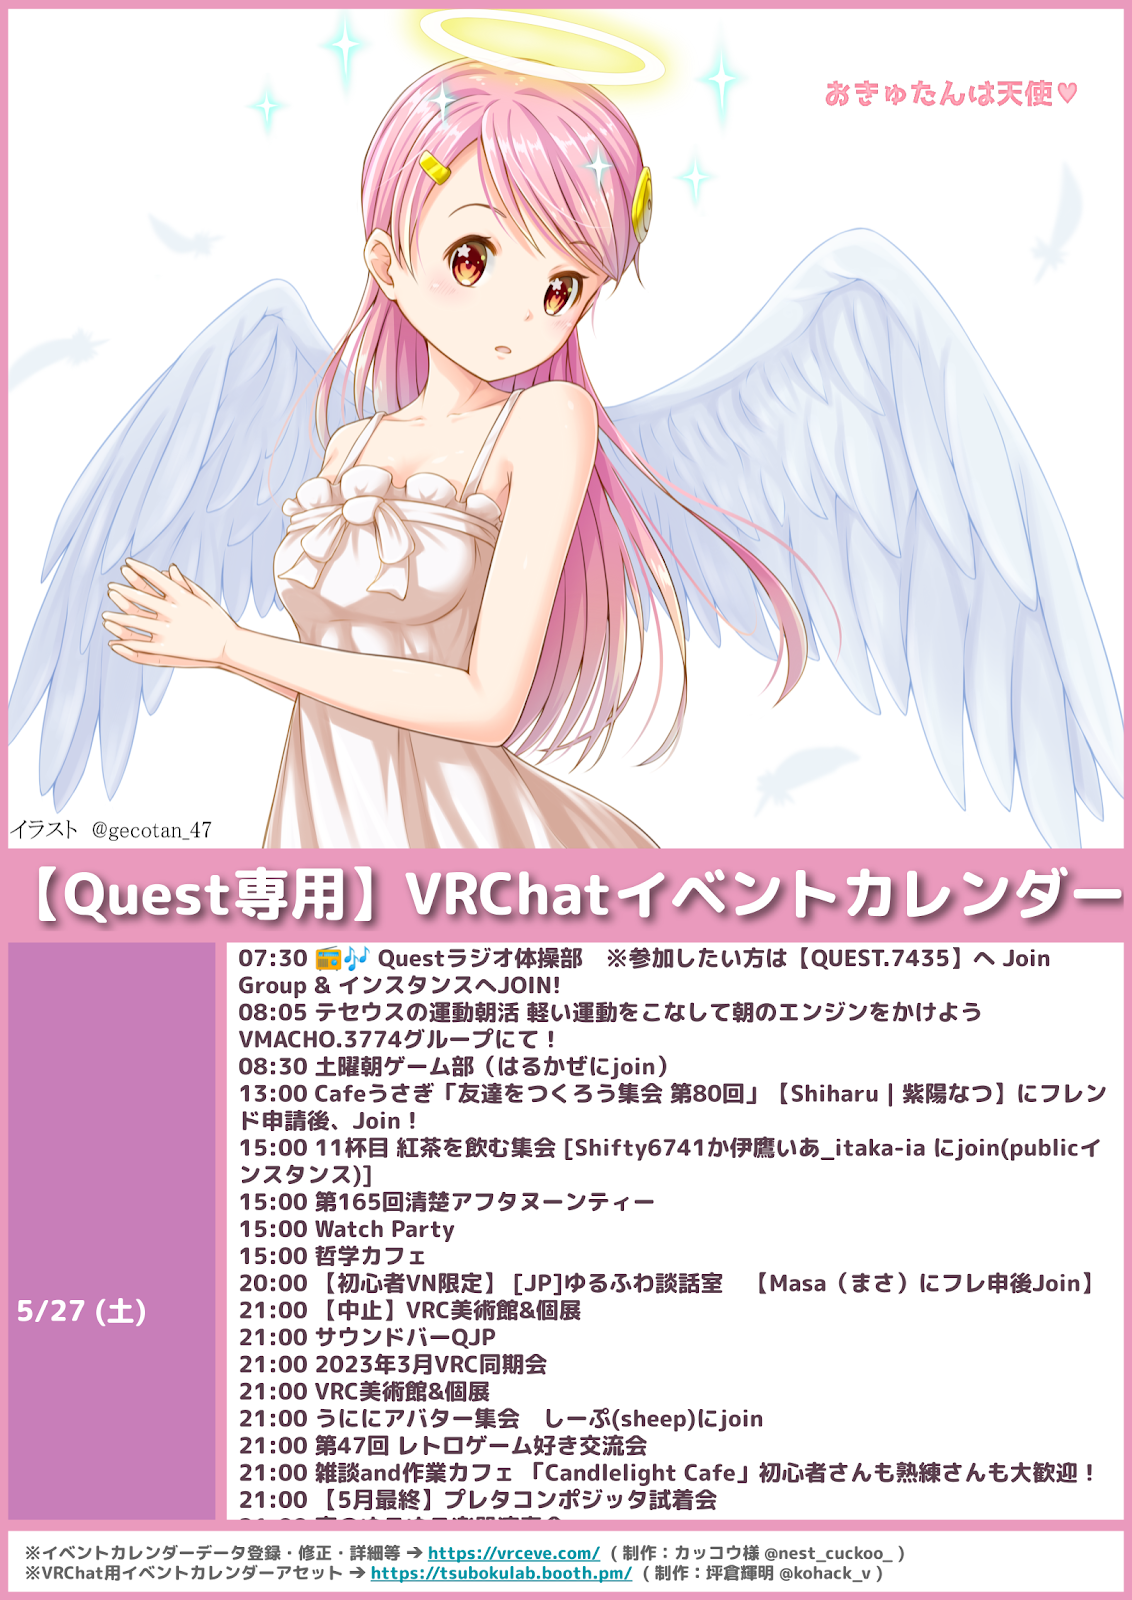 おきゅたんは天使♥
イラスト @gecotan_47
【Quest専用】VRChatイベントカレンダー
5/27 (土)
07:30 📻🎶 Questラジオ体操部　※参加したい方は【QUEST.7435】へ Join
Group & インスタンスへJOIN!
08:05 テセウスの運動朝活 軽い運動をこなして朝のエンジンをかけよう
VMACHO.3774グループにて！
08:30 土曜朝ゲーム部（はるかぜにjoin）
13:00 Cafeうさぎ「友達をつくろう集会 第80回」【Shiharu | 紫陽なつ】にフレン
ド申請後、Join！
15:00 11杯目 紅茶を飲む集会 [Shifty6741か伊鷹いあ_itaka-ia にjoin(publicイ
ンスタンス)]
15:00 第165回清楚アフタヌーンティー
15:00 Watch Party
15:00 哲学カフェ
20:00 【初心者VN限定】 [JP]ゆるふわ談話室　【Masa（まさ）にフレ申後Join】
21:00 【中止】VRC美術館&個展
21:00 サウンドバーQJP
21:00 2023年3月VRC同期会
21:00 VRC美術館&個展
21:00 うににアバター集会　しーぷ(sheep)にjoin
21:00 第47回 レトロゲーム好き交流会
21:00 雑談and作業カフェ 「Candlelight Cafe」初心者さんも熟練さんも大歓迎！
21:00 【5月最終】プレタコンポジッタ試着会
※イベントカレンダーデータ登録・修正・詳細等 ➔ https://vrceve.com/ （ 制作：カッコウ様 @nest_cuckoo_ ）
※VRChat用イベントカレンダーアセット ➔ https://tsubokulab.booth.pm/ （ 制作：坪倉輝明 @kohack_v ）